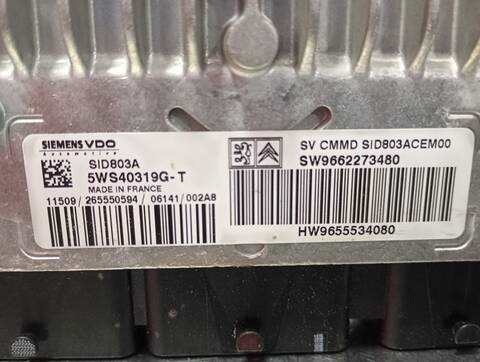 SIEMENS VDO
Automotive
SID803A
5WS40319G-T
MADE IN FRANCE
11509/265550594 /06141/002A8
SV CMMD SID803ACEM00
SW9662273480
HW9655534080